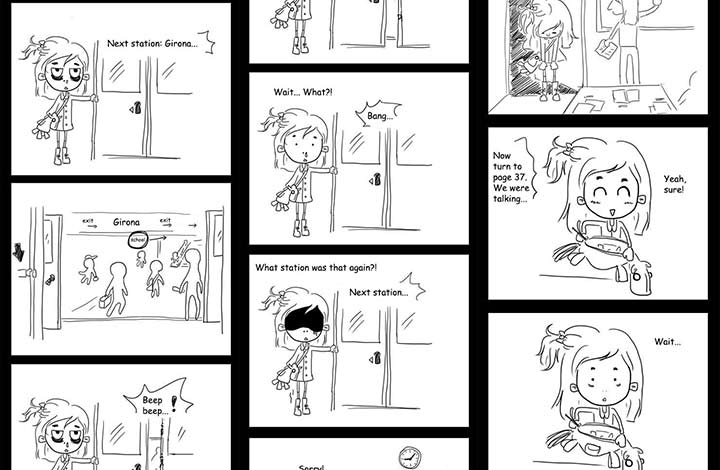 Next station: Girona...
exit
Girona
exit
school
Beep
beep...!
Wait... What?!
Bang...
What station was that again?!
Next station...
Sorry!
Now
turn to
page 37.
We were
talking...
Yeah,
sure!
Wait...